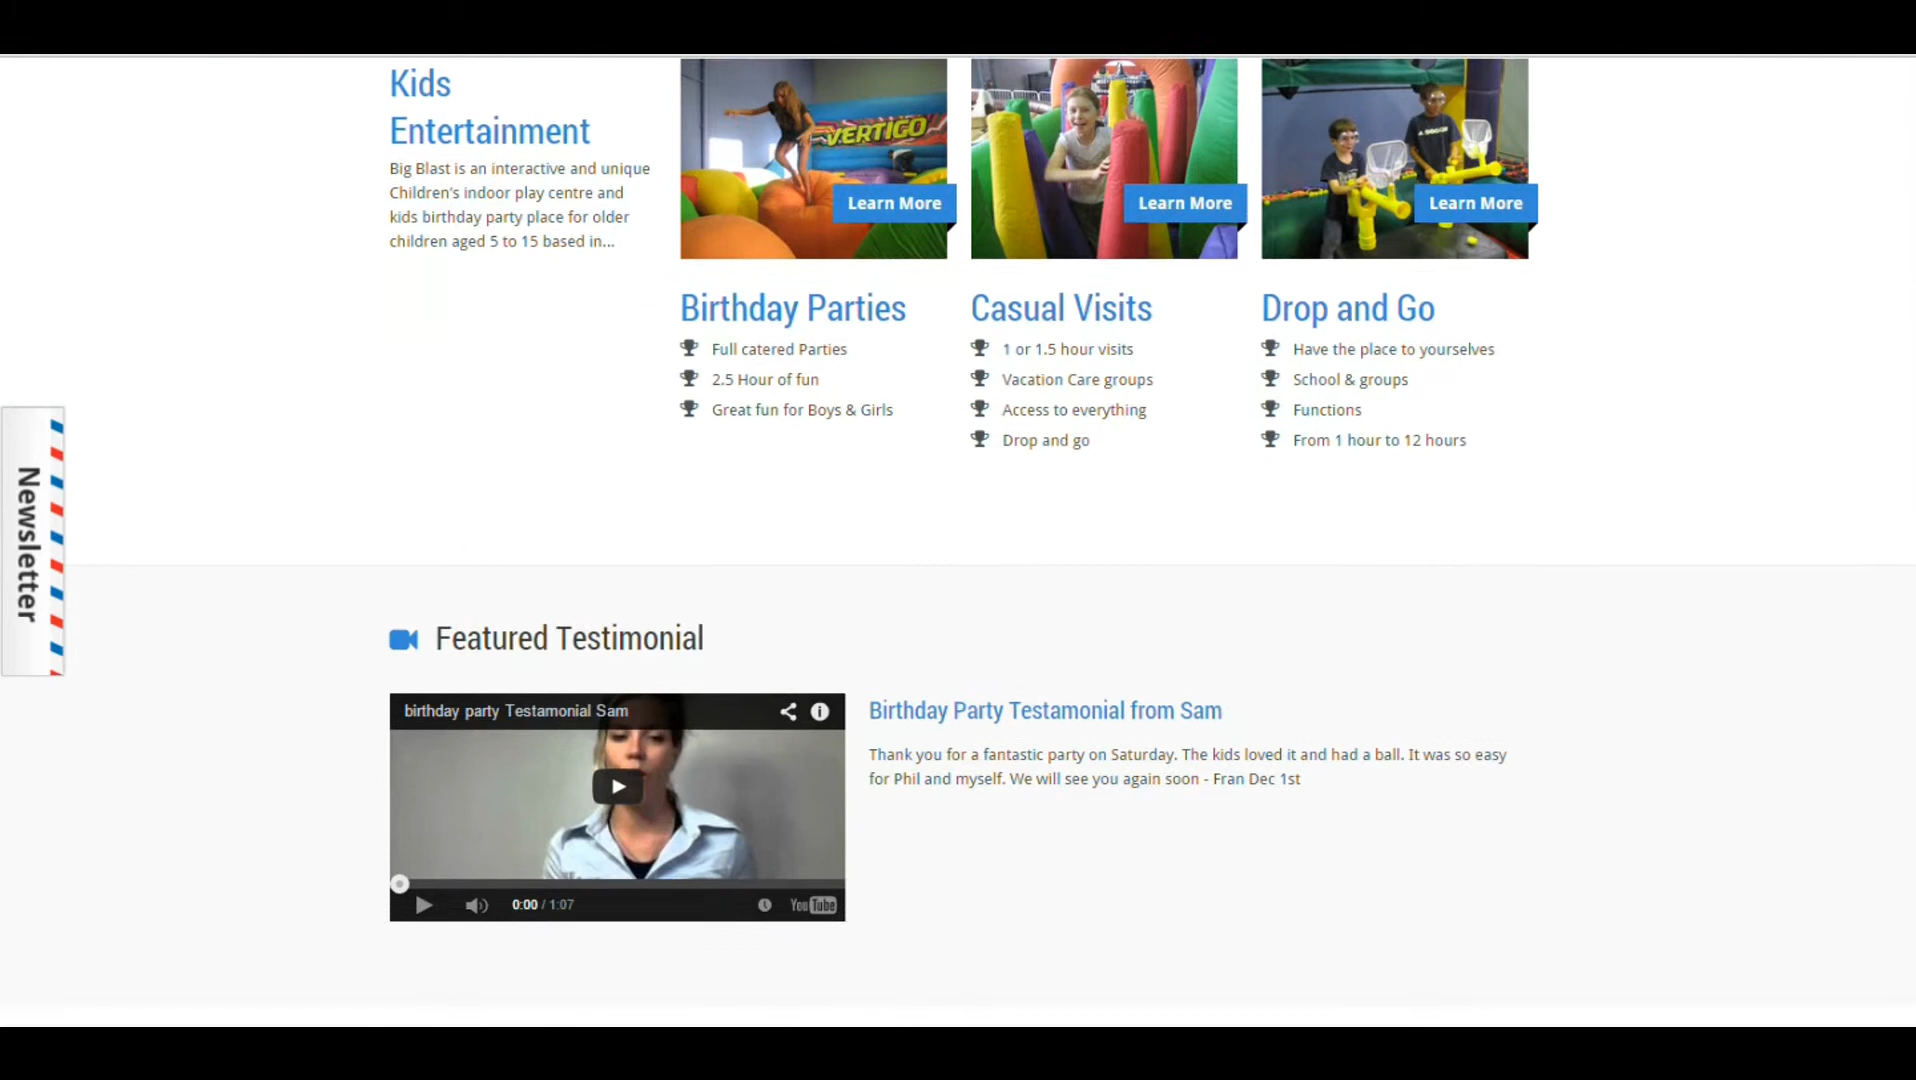 Kids
Entertainment
Big Blast is an interactive and unique
Children's indoor play centre and
kids birthday party place for older
children aged 5 to 15 based in...
VERTIGO
Learn More
Learn More
Learn More
Birthday Parties
Full catered Parties
2.5 Hour of fun
Great fun for Boys & Girls
Casual Visits
1 or 1.5 hour visits
Vacation Care groups
Access to everything
Drop and go
Drop and Go
Have the place to yourselves
School & groups
Functions
From 1 hour to 12 hours
Newsletter
Featured Testimonial
birthday party Testamonial Sam
0:00 / 1:07
YouTube
Birthday Party Testamonial from Sam
Thank you for a fantastic party on Saturday. The kids loved it and had a ball. It was so easy
for Phil and myself. We will see you again soon - Fran Dec 1st